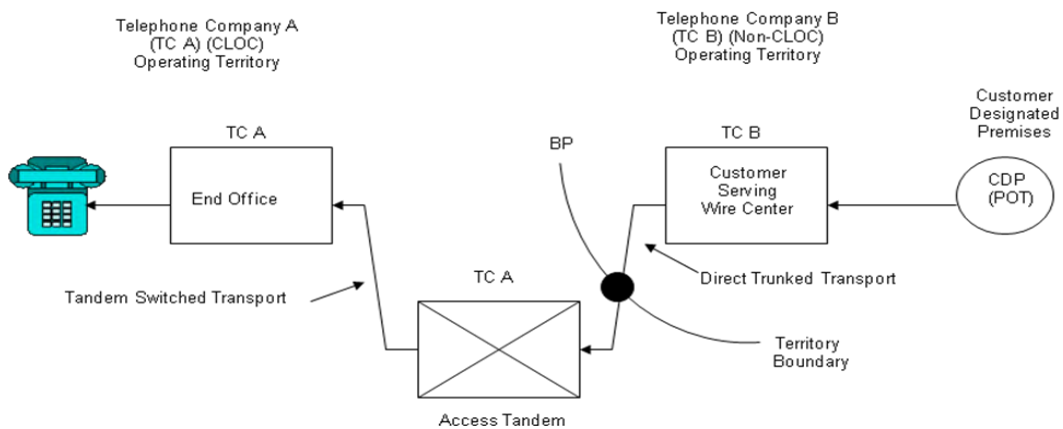 Telephone Company A
(TC A) (CLOC)
Operating Territory
Telephone Company B
(TC B) (Non-CLOC)
Operating Territory
Customer
Designated
Premises
TC A
BP
TC B
End Office
Customer
Serving
Wire Center
CDP
(POT)
Tandem Switched Transport
TC A
Direct Trunked Transport
Territory
Boundary
Access Tandem